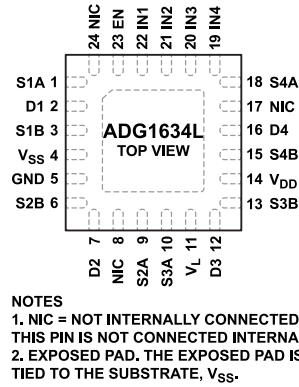 24 NIC
23 EN
22 IN1
21 IN2
20 IN3
19 IN4
S1A 1
D1 2
S1B 3
VSS 4
GND 5
S2B 6
ADG1634L
TOP VIEW
18 S4A
17 NIC
16 D4
15 S4B
14 VDD
13 S3B
D2 7
NIC 8
S2A 9
S3A 10
VL 11
D3 12
NOTES
1. NIC = NOT INTERNALLY CONNECTED
THIS PIN IS NOT CONNECTED INTERNA
2. EXPOSED PAD. THE EXPOSED PAD IS
TIED TO THE SUBSTRATE, VSS.